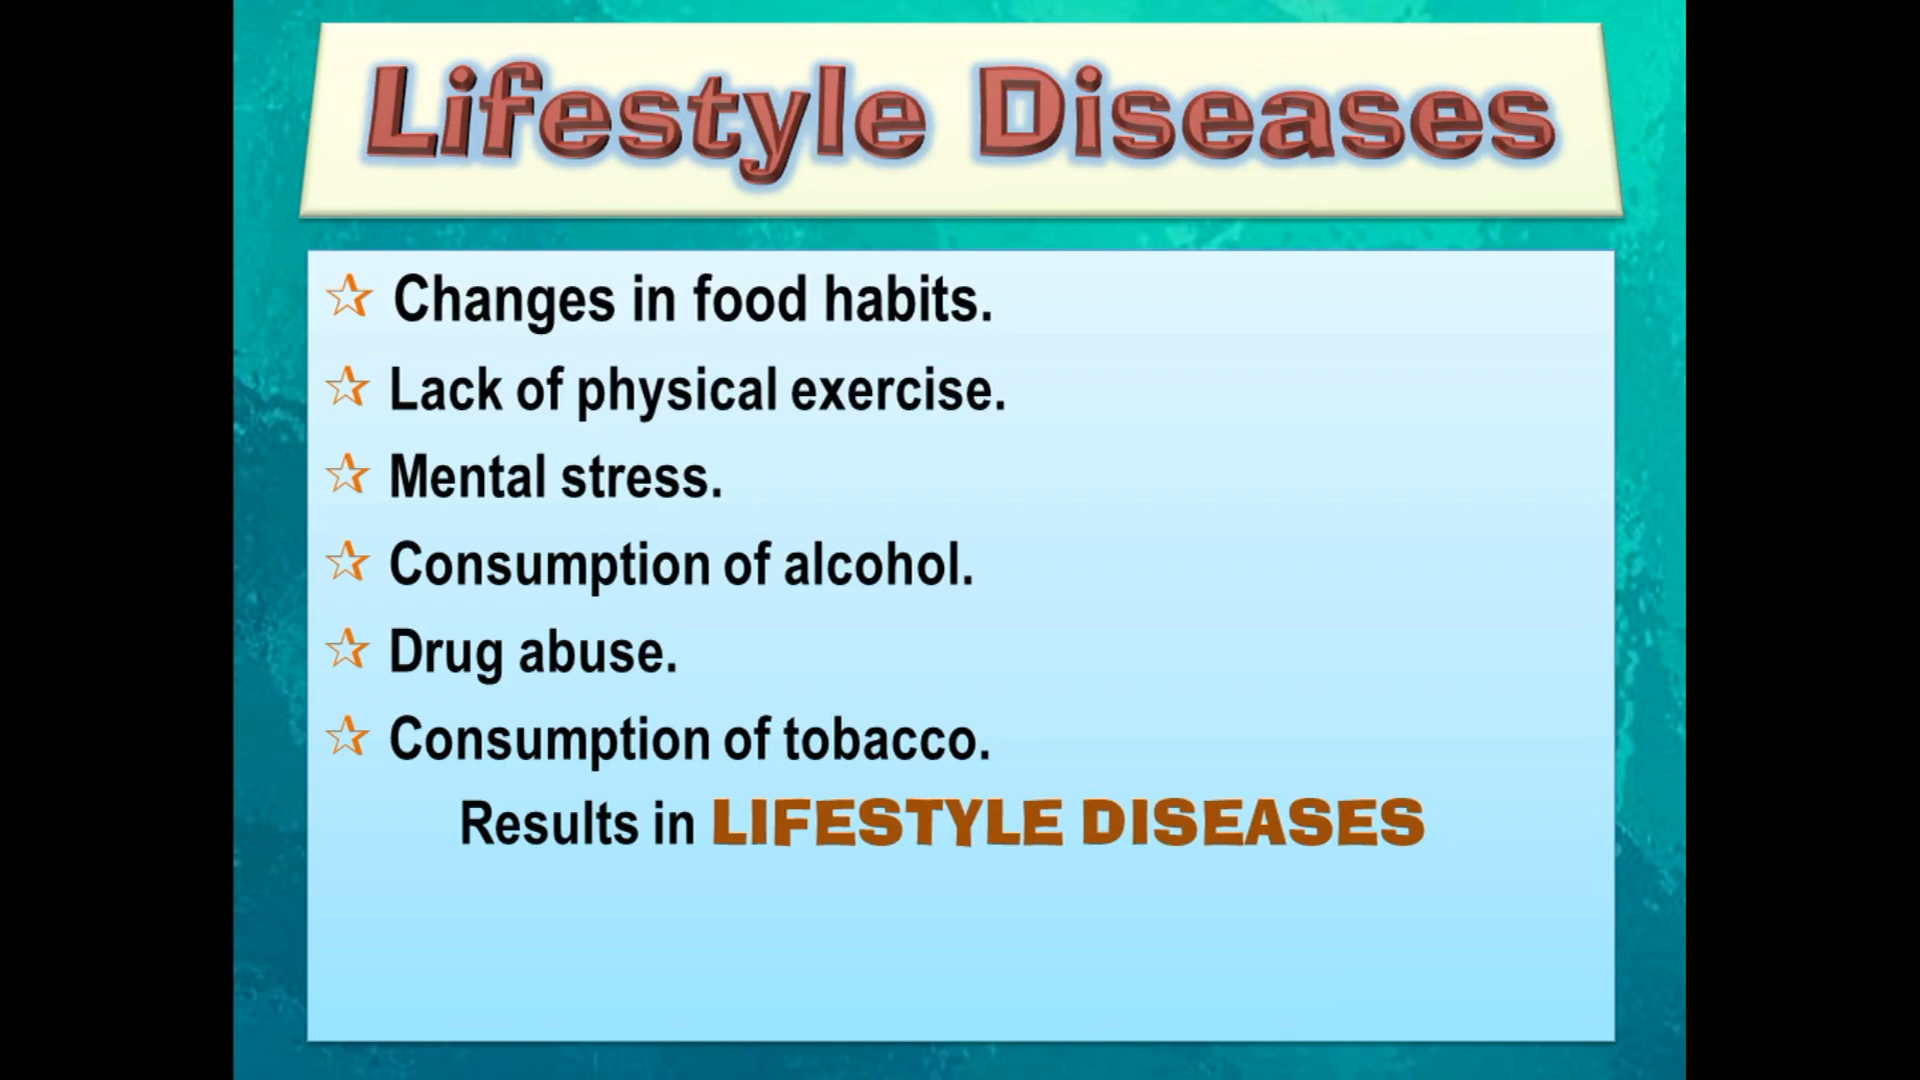 Lifestyle Diseases
Changes in food habits.
Lack of physical exercise.
Mental stress.
Consumption of alcohol.
Drug abuse.
Consumption of tobacco.
Results in LIFESTYLE DISEASES